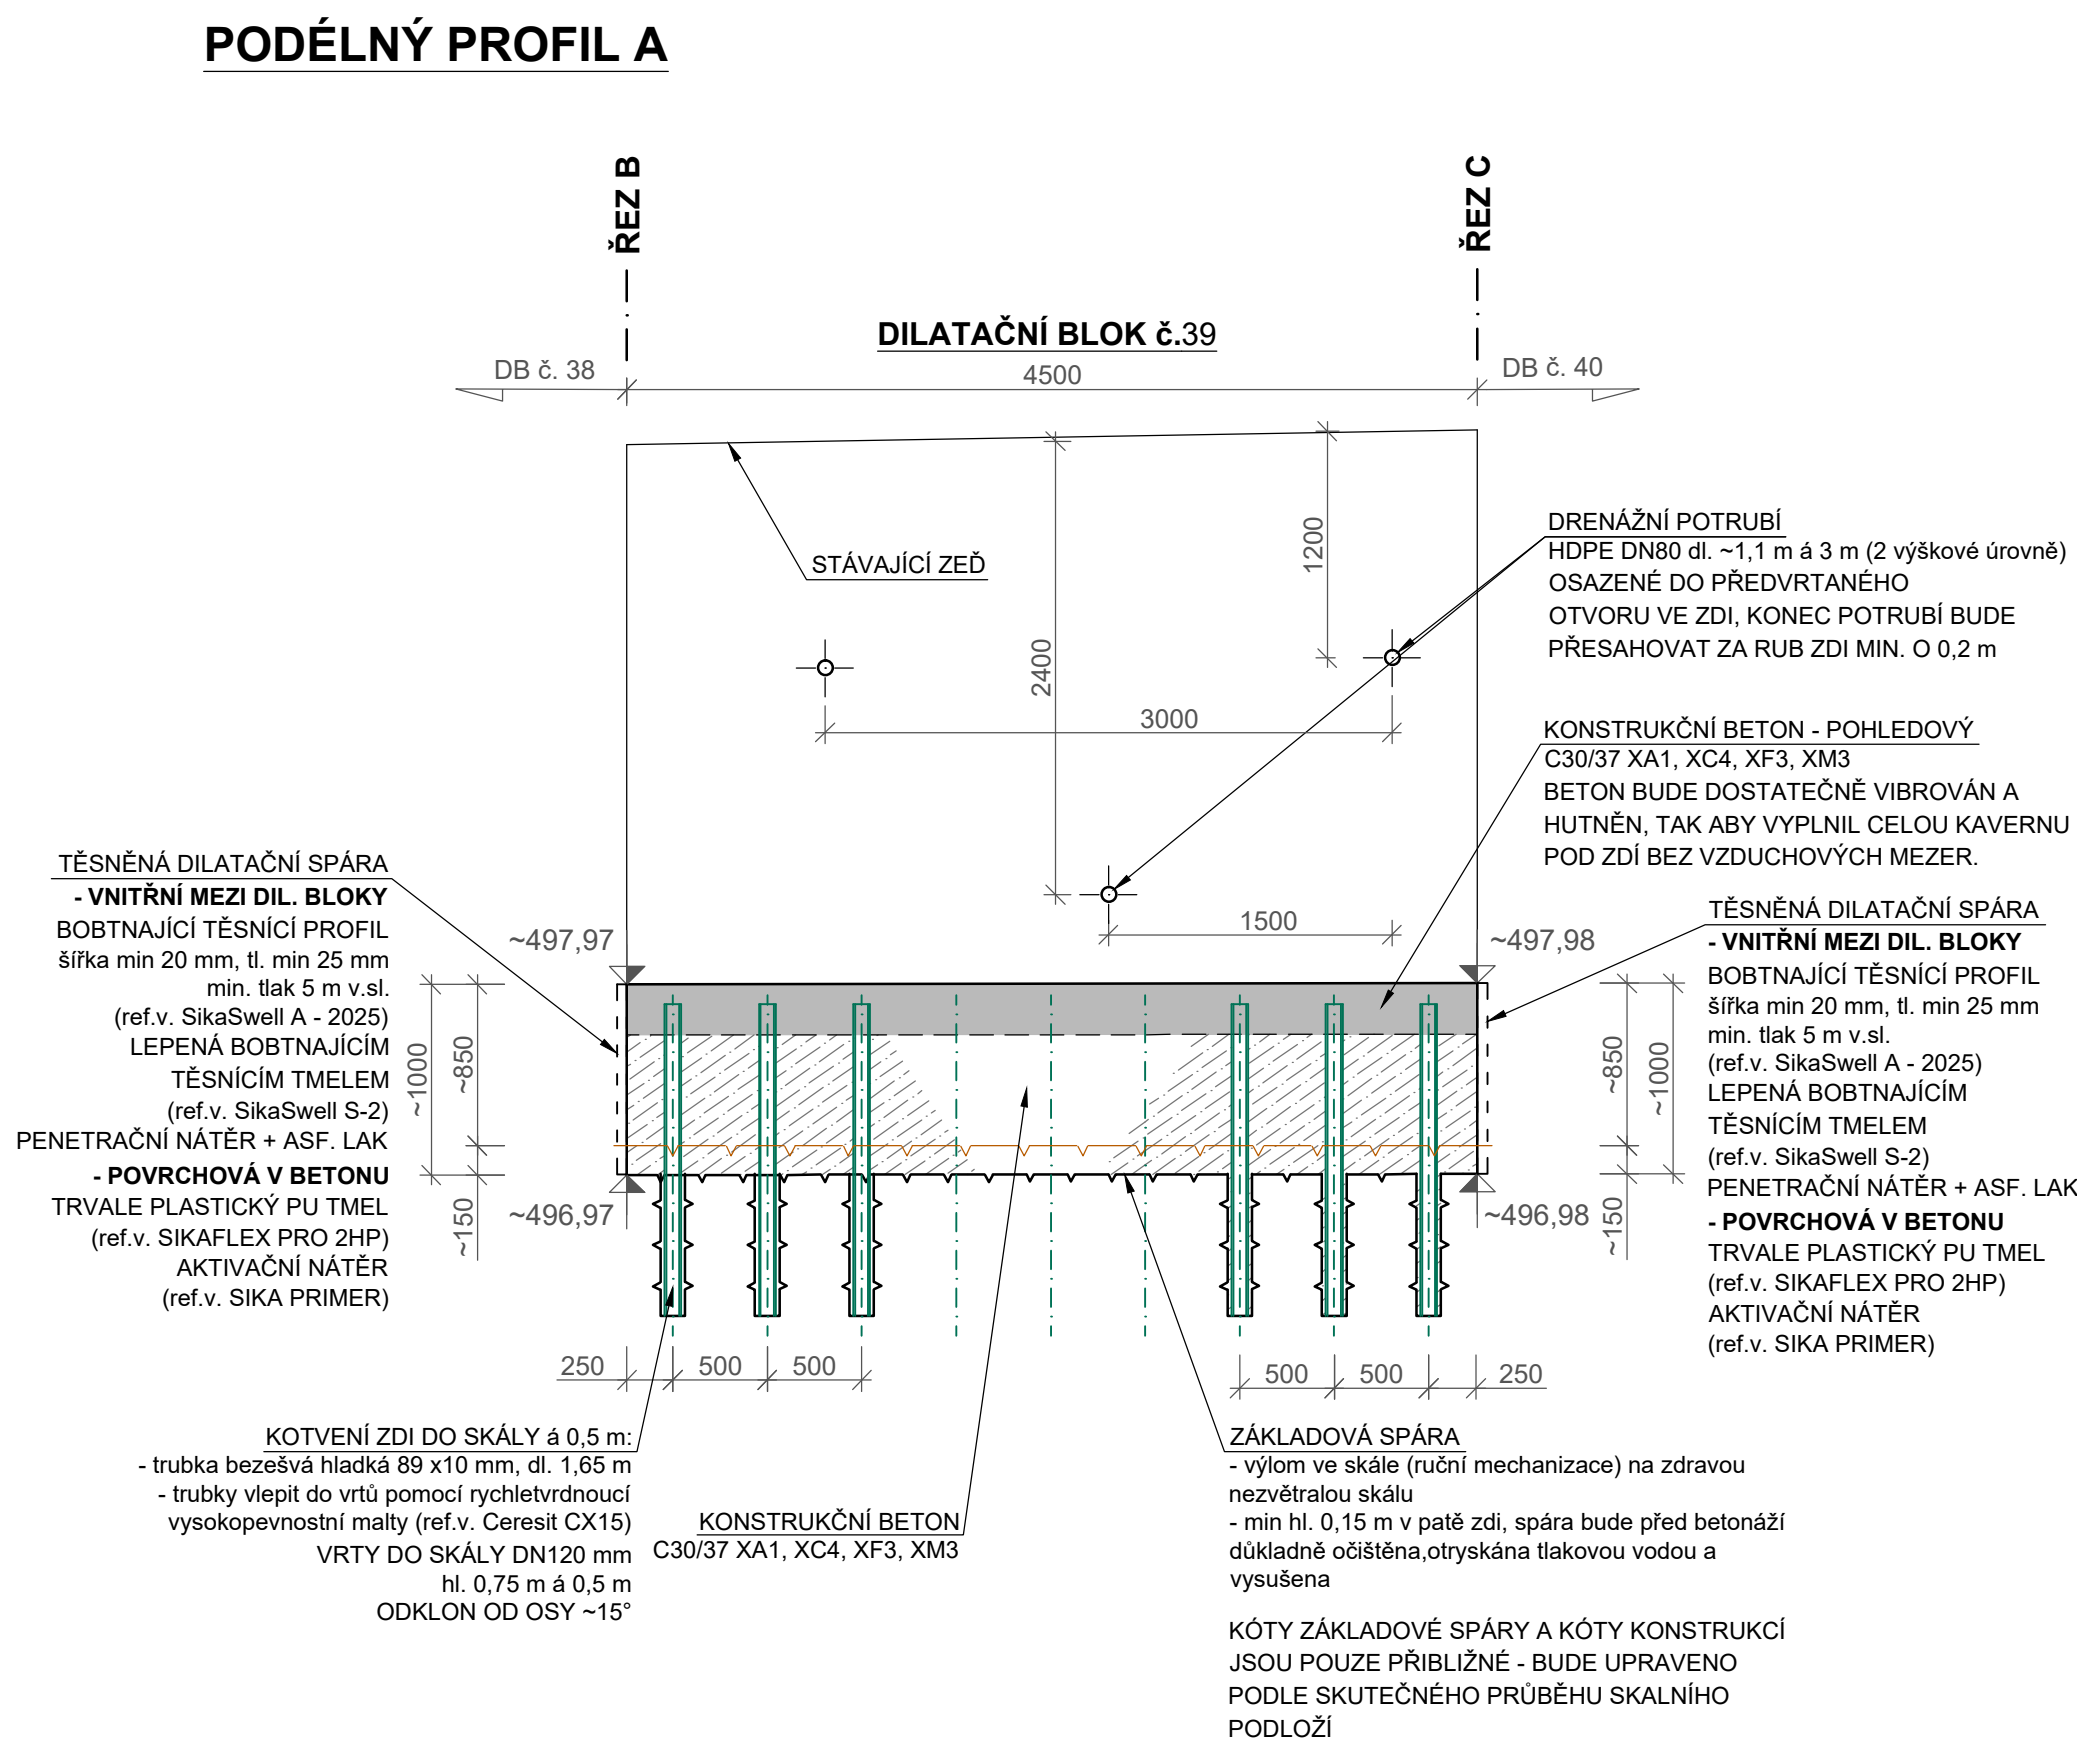 PODÉLNÝ PROFIL A
ŘEZ B
ŘEZ C
DILATAČNÍ BLOK č.39
DB č. 38
4500
DB č. 40
STÁVAJÍCÍ ZEĎ
1200
2400
3000
1500
DRENÁŽNÍ POTRUBÍ
HDPE DN80 dl. ~1,1 m á 3 m (2 výškové úrovně)
OSAZENÉ DO PŘEDVRTANÉHO
OTVORU VE ZDI, KONEC POTRUBÍ BUDE
PŘESAHOVAT ZA RUB ZDI MIN. O 0,2 m
KONSTRUKČNÍ BETON - POHLEDOVÝ
C30/37 XA1, XC4, XF3, XM3
BETON BUDE DOSTATEČNĚ VIBROVÁN A
HUTNĚN, TAK ABY VYPLNIL CELOU KAVERNU
POD ZDÍ BEZ VZDUCHOVÝCH MEZER.
TĚSNĚNÁ DILATAČNÍ SPÁRA
- VNITŘNÍ MEZI DIL. BLOKY
BOBTNAJÍCÍ TĚSNÍCÍ PROFIL
šířka min 20 mm, tl. min 25 mm
min. tlak 5 m v.sl.
(ref.v. SikaSwell A - 2025)
LEPENÁ BOBTNAJÍCÍM
TĚSNÍCÍM TMELEM
(ref.v. SikaSwell S-2)
PENETRAČNÍ NÁTĚR + ASF. LAK
- POVRCHOVÁ V BETONU
TRVALE PLASTICKÝ PU TMEL
(ref.v. SIKAFLEX PRO 2HP)
AKTIVAČNÍ NÁTĚR
(ref.v. SIKA PRIMER)
~497,97
~1000
~850
~150
~496,97
~497,98
~850
~1000
~150
~496,98
TĚSNĚNÁ DILATAČNÍ SPÁRA
- VNITŘNÍ MEZI DIL. BLOKY
BOBTNAJÍCÍ TĚSNÍCÍ PROFIL
šířka min 20 mm, tl. min 25 mm
min. tlak 5 m v.sl.
(ref.v. SikaSwell A - 2025)
LEPENÁ BOBTNAJÍCÍM
TĚSNÍCÍM TMELEM
(ref.v. SikaSwell S-2)
PENETRAČNÍ NÁTĚR + ASF. LAK
- POVRCHOVÁ V BETONU
TRVALE PLASTICKÝ PU TMEL
(ref.v. SIKAFLEX PRO 2HP)
AKTIVAČNÍ NÁTĚR
(ref.v. SIKA PRIMER)
250
500
500
500
500
250
KOTVENÍ ZDI DO SKÁLY á 0,5 m:
- trubka bezešvá hladká 89 x10 mm, dl. 1,65 m
- trubky vlepit do vrtů pomocí rychletvrdnoucí
vysokopevnostní malty (ref.v. Ceresit CX15)
VRTY DO SKÁLY DN120 mm
hl. 0,75 m á 0,5 m
ODKLON OD OSY ~15°
KONSTRUKČNÍ BETON
C30/37 XA1, XC4, XF3, XM3
ZÁKLADOVÁ SPÁRA
- výlom ve skále (ruční mechanizace) na zdravou
nezvětralou skálu
- min hl. 0,15 m v patě zdi, spára bude před betonáží
důkladně očištěna,otryskána tlakovou vodou a
vysušena
KÓTY ZÁKLADOVÉ SPÁRY A KÓTY KONSTRUKCÍ
JSOU POUZE PŘIBLIŽNÉ - BUDE UPRAVENO
PODLE SKUTEČNÉHO PRŮBĚHU SKALNÍHO
PODLOŽÍ